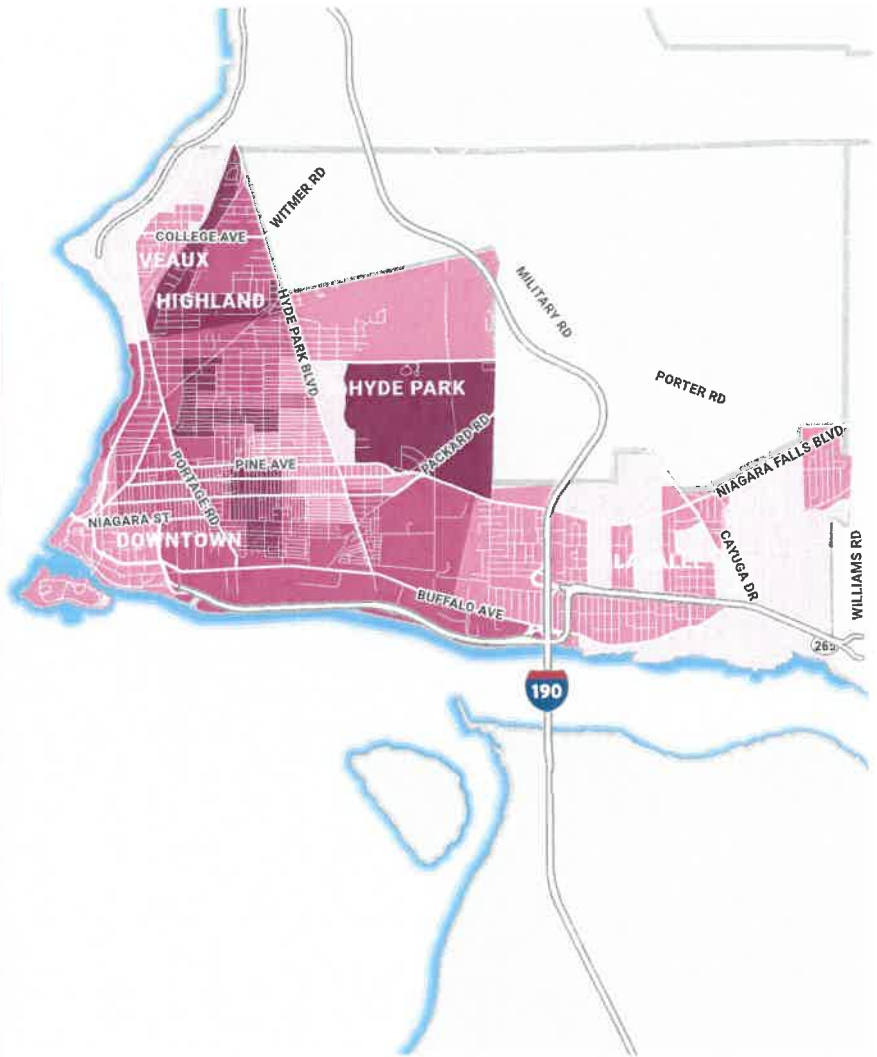 WITMER RD
COLLEGE AVE
VEAUX
HIGHLAND
HYDE PARK BLVD
MILITARY RD
HYDE PARK
PORTER RD
PACKARD RD
NIAGARA FALLS BLVD.
PINE AVE
PORTAGE RD
NIAGARA ST
DOWNTOWN
CAYUGA DR
WILLIAMS RD
BUFFALO AVE
265
190